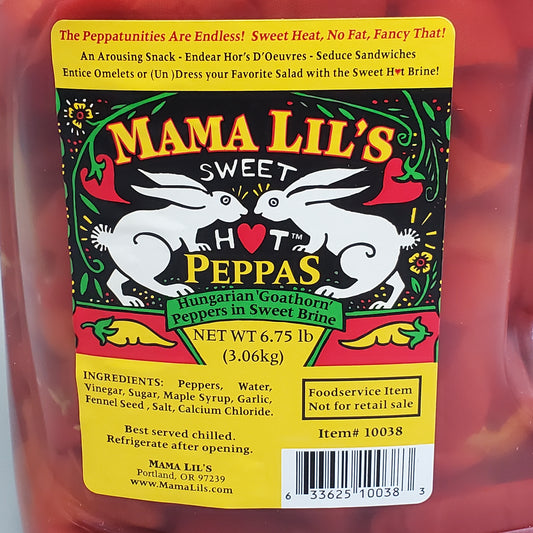 The Peppatunities Are Endless! Sweet Heat, No Fat, Fancy That!
An Arousing Snack - Endear Hor's D'Oeuvres - Seduce Sandwiches
Entice Omelets or (Un )Dress your Favorite Salad with the Sweet H♥t Brine!
MAMA LIL'S
SWEET
H♥T™
PEPPAS
Hungarian 'Goathorn'
Peppers in Sweet Brine
NET WT 6.75 lb
(3.06kg)
INGREDIENTS: Peppers, Water,
Vinegar, Sugar, Maple Syrup, Garlic,
Fennel Seed , Salt, Calcium Chloride.
Best served chilled.
Refrigerate after opening.
MAMA LIL'S
Portland, OR 97239
www.MamaLils.com
Foodservice Item
Not for retail sale
Item# 10038
6 33625 10038 3